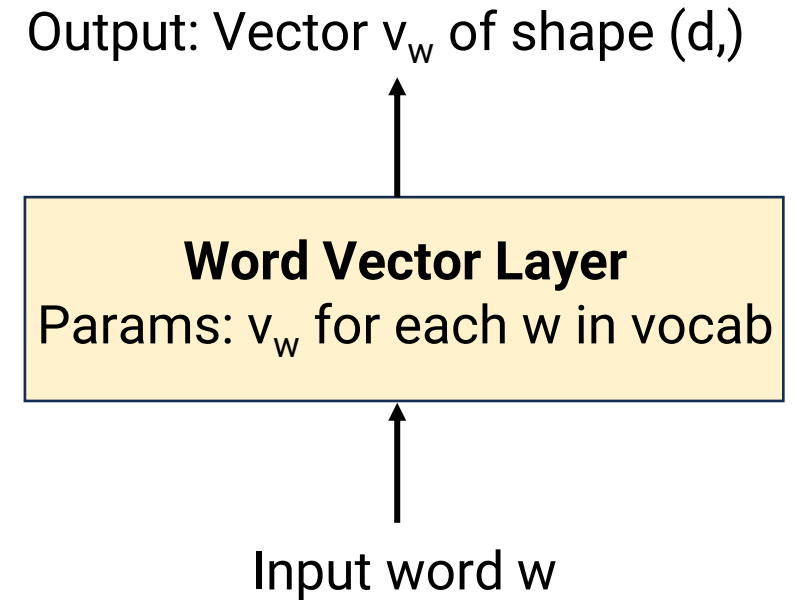 Output: Vector v_w of shape (d,)
Word Vector Layer
Params: v_w for each w in vocab
Input word w